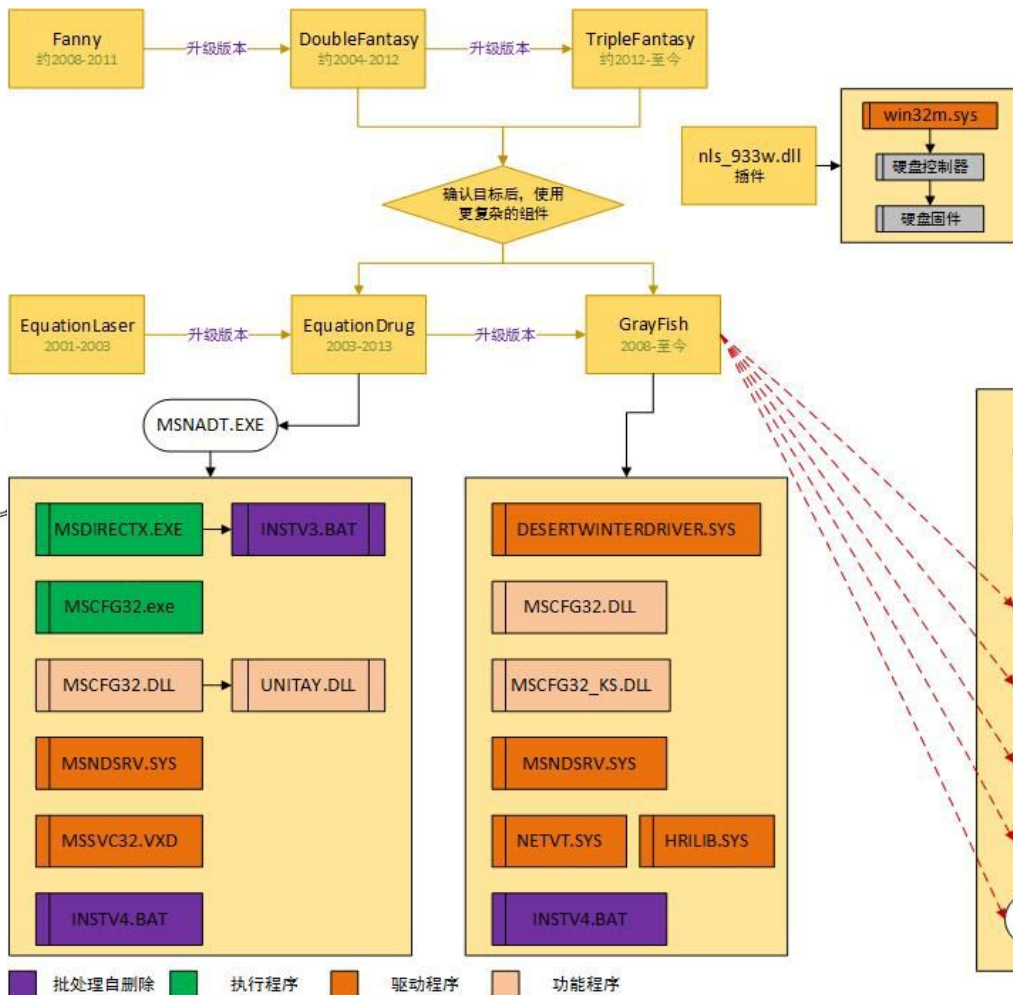 Fanny
约2008-2011
升级版本
DoubleFantasy
约2004-2012
升级版本
TripleFantasy
约2012-至今
nls_933w.dll
插件
win32m.sys
硬盘控制器
硬盘固件
确认目标后，使用
更复杂的组件
EquationLaser
2001-2003
升级版本
EquationDrug
2003-2013
升级版本
GrayFish
2008-至今
MSNADT.EXE
MSDIRECTX.EXE
INSTV3.BAT
MSCFG32.exe
MSCFG32.DLL
UNITAY.DLL
MSNDSRV.SYS
MSSVC32.VXD
INSTV4.BAT
DESERTWINTERDRIVER.SYS
MSCFG32.DLL
MSCFG32_KS.DLL
MSNDSRV.SYS
NETVT.SYS
HRILIB.SYS
INSTV4.BAT
批处理自删除
执行程序
驱动程序
功能程序